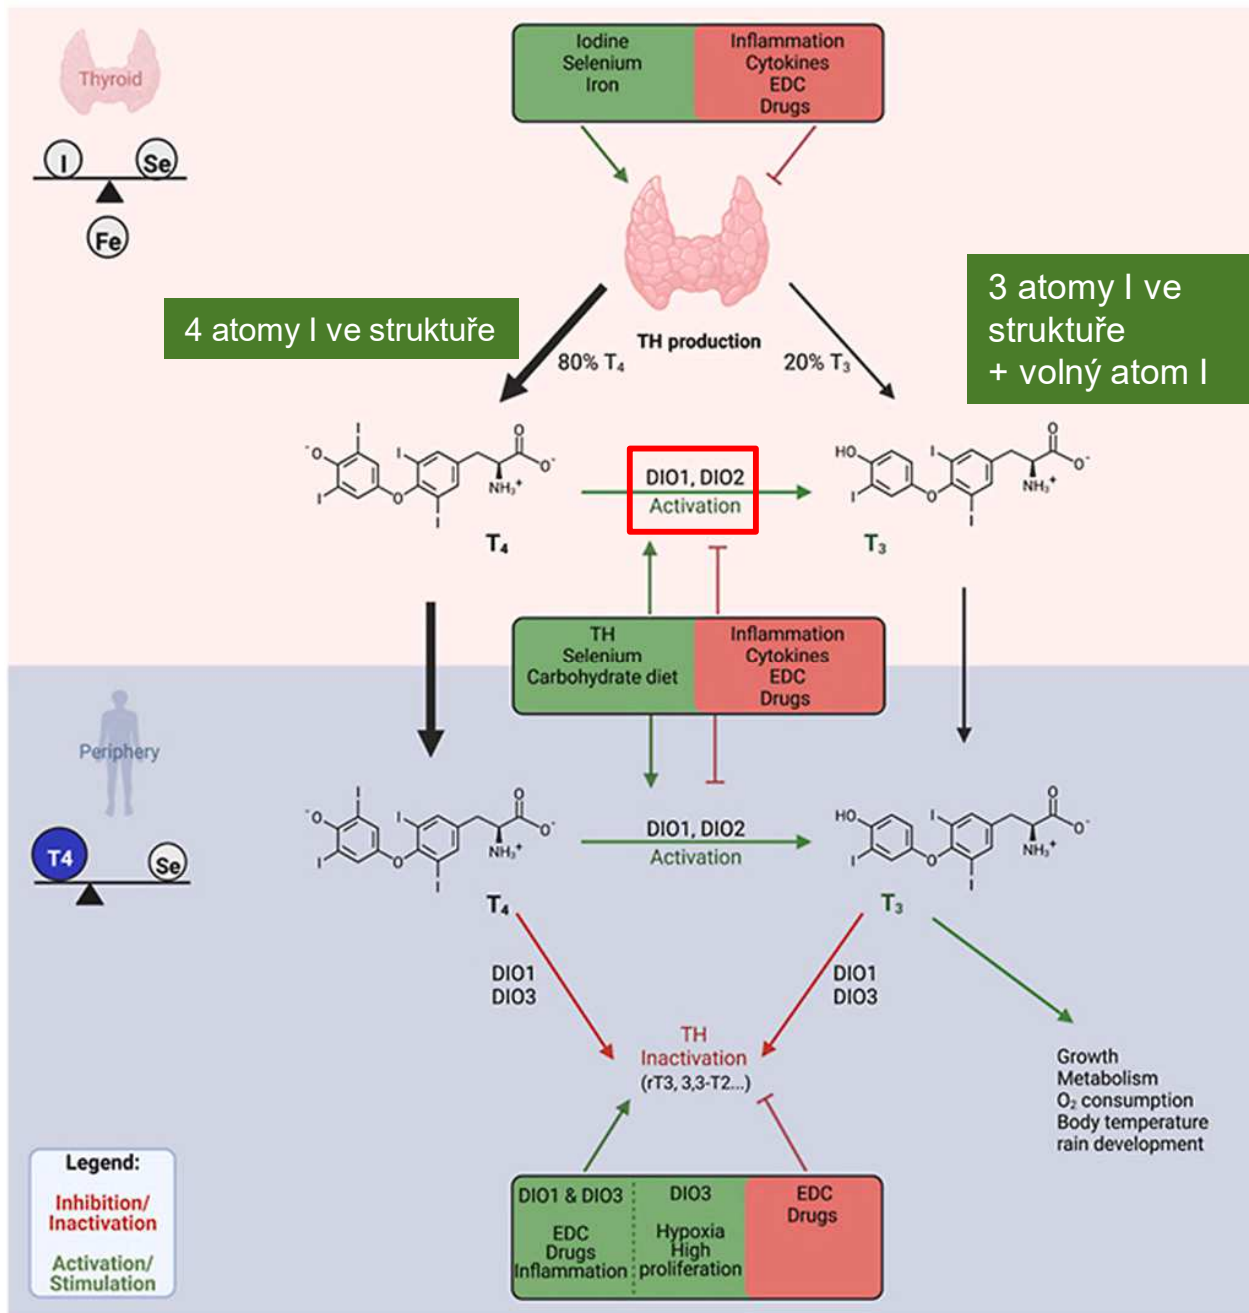 Thyroid
I
Se
Fe
Iodine
Selenium
Iron
Inflammation
Cytokines
EDC
Drugs
4 atomy I ve struktuře
3 atomy I ve
struktuře
+ volný atom I
TH production
80% T₄
20% T₃
⁻O
I
I
I
I
O
O
O⁻
NH₃⁺
T₄
DIO1, DIO2
Activation
HO
I
I
I
O
O
O⁻
NH₃⁺
T₃
TH
Selenium
Carbohydrate diet
Inflammation
Cytokines
EDC
Drugs
Periphery
T4
Se
⁻O
I
I
I
I
O
O
O⁻
NH₃⁺
T₄
DIO1, DIO2
Activation
HO
I
I
I
O
O
O⁻
NH₃⁺
T₃
DIO1
DIO3
DIO1
DIO3
TH
Inactivation
(rT3, 3,3-T2...)
Growth
Metabolism
O₂ consumption
Body temperature
rain development
Legend:
Inhibition/
Inactivation
Activation/
Stimulation
DIO1 & DIO3
EDC
Drugs
Inflammation
DIO3
Hypoxia
High
proliferation
EDC
Drugs